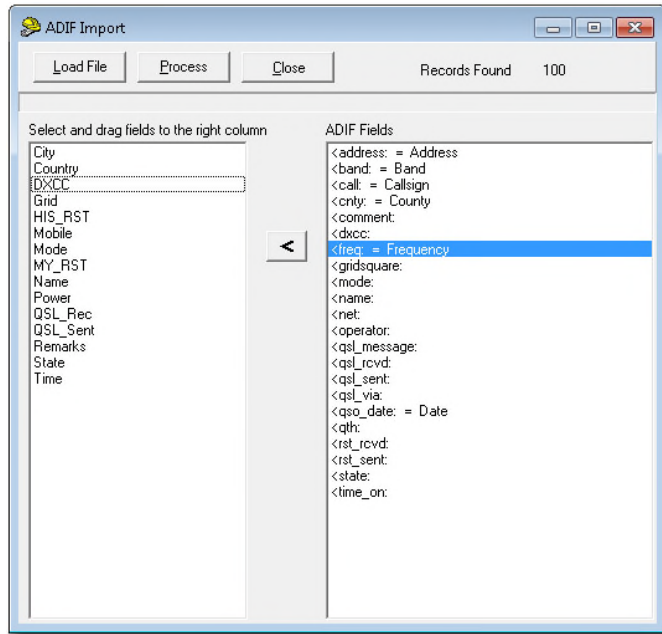 ADIF Import
Load File Process Close Records Found 100
Select and drag fields to the right column
City
Country
DXCC
Grid
HIS_RST
Mobile
Mode
MY_RST
Name
Power
QSL_Rec
QSL_Sent
Remarks
State
Time
<
ADIF Fields
<address: = Address
<band: = Band
<call: = Callsign
<cnty: = County
<comment:
<dxcc:
<freq: = Frequency
<gridsquare:
<mode:
<name:
<net:
<operator:
<qsl_message:
<qsl_rcvd:
<qsl_sent:
<qsl_via:
<qso_date: = Date
<qth:
<rst_rcvd:
<rst_sent:
<state:
<time_on: